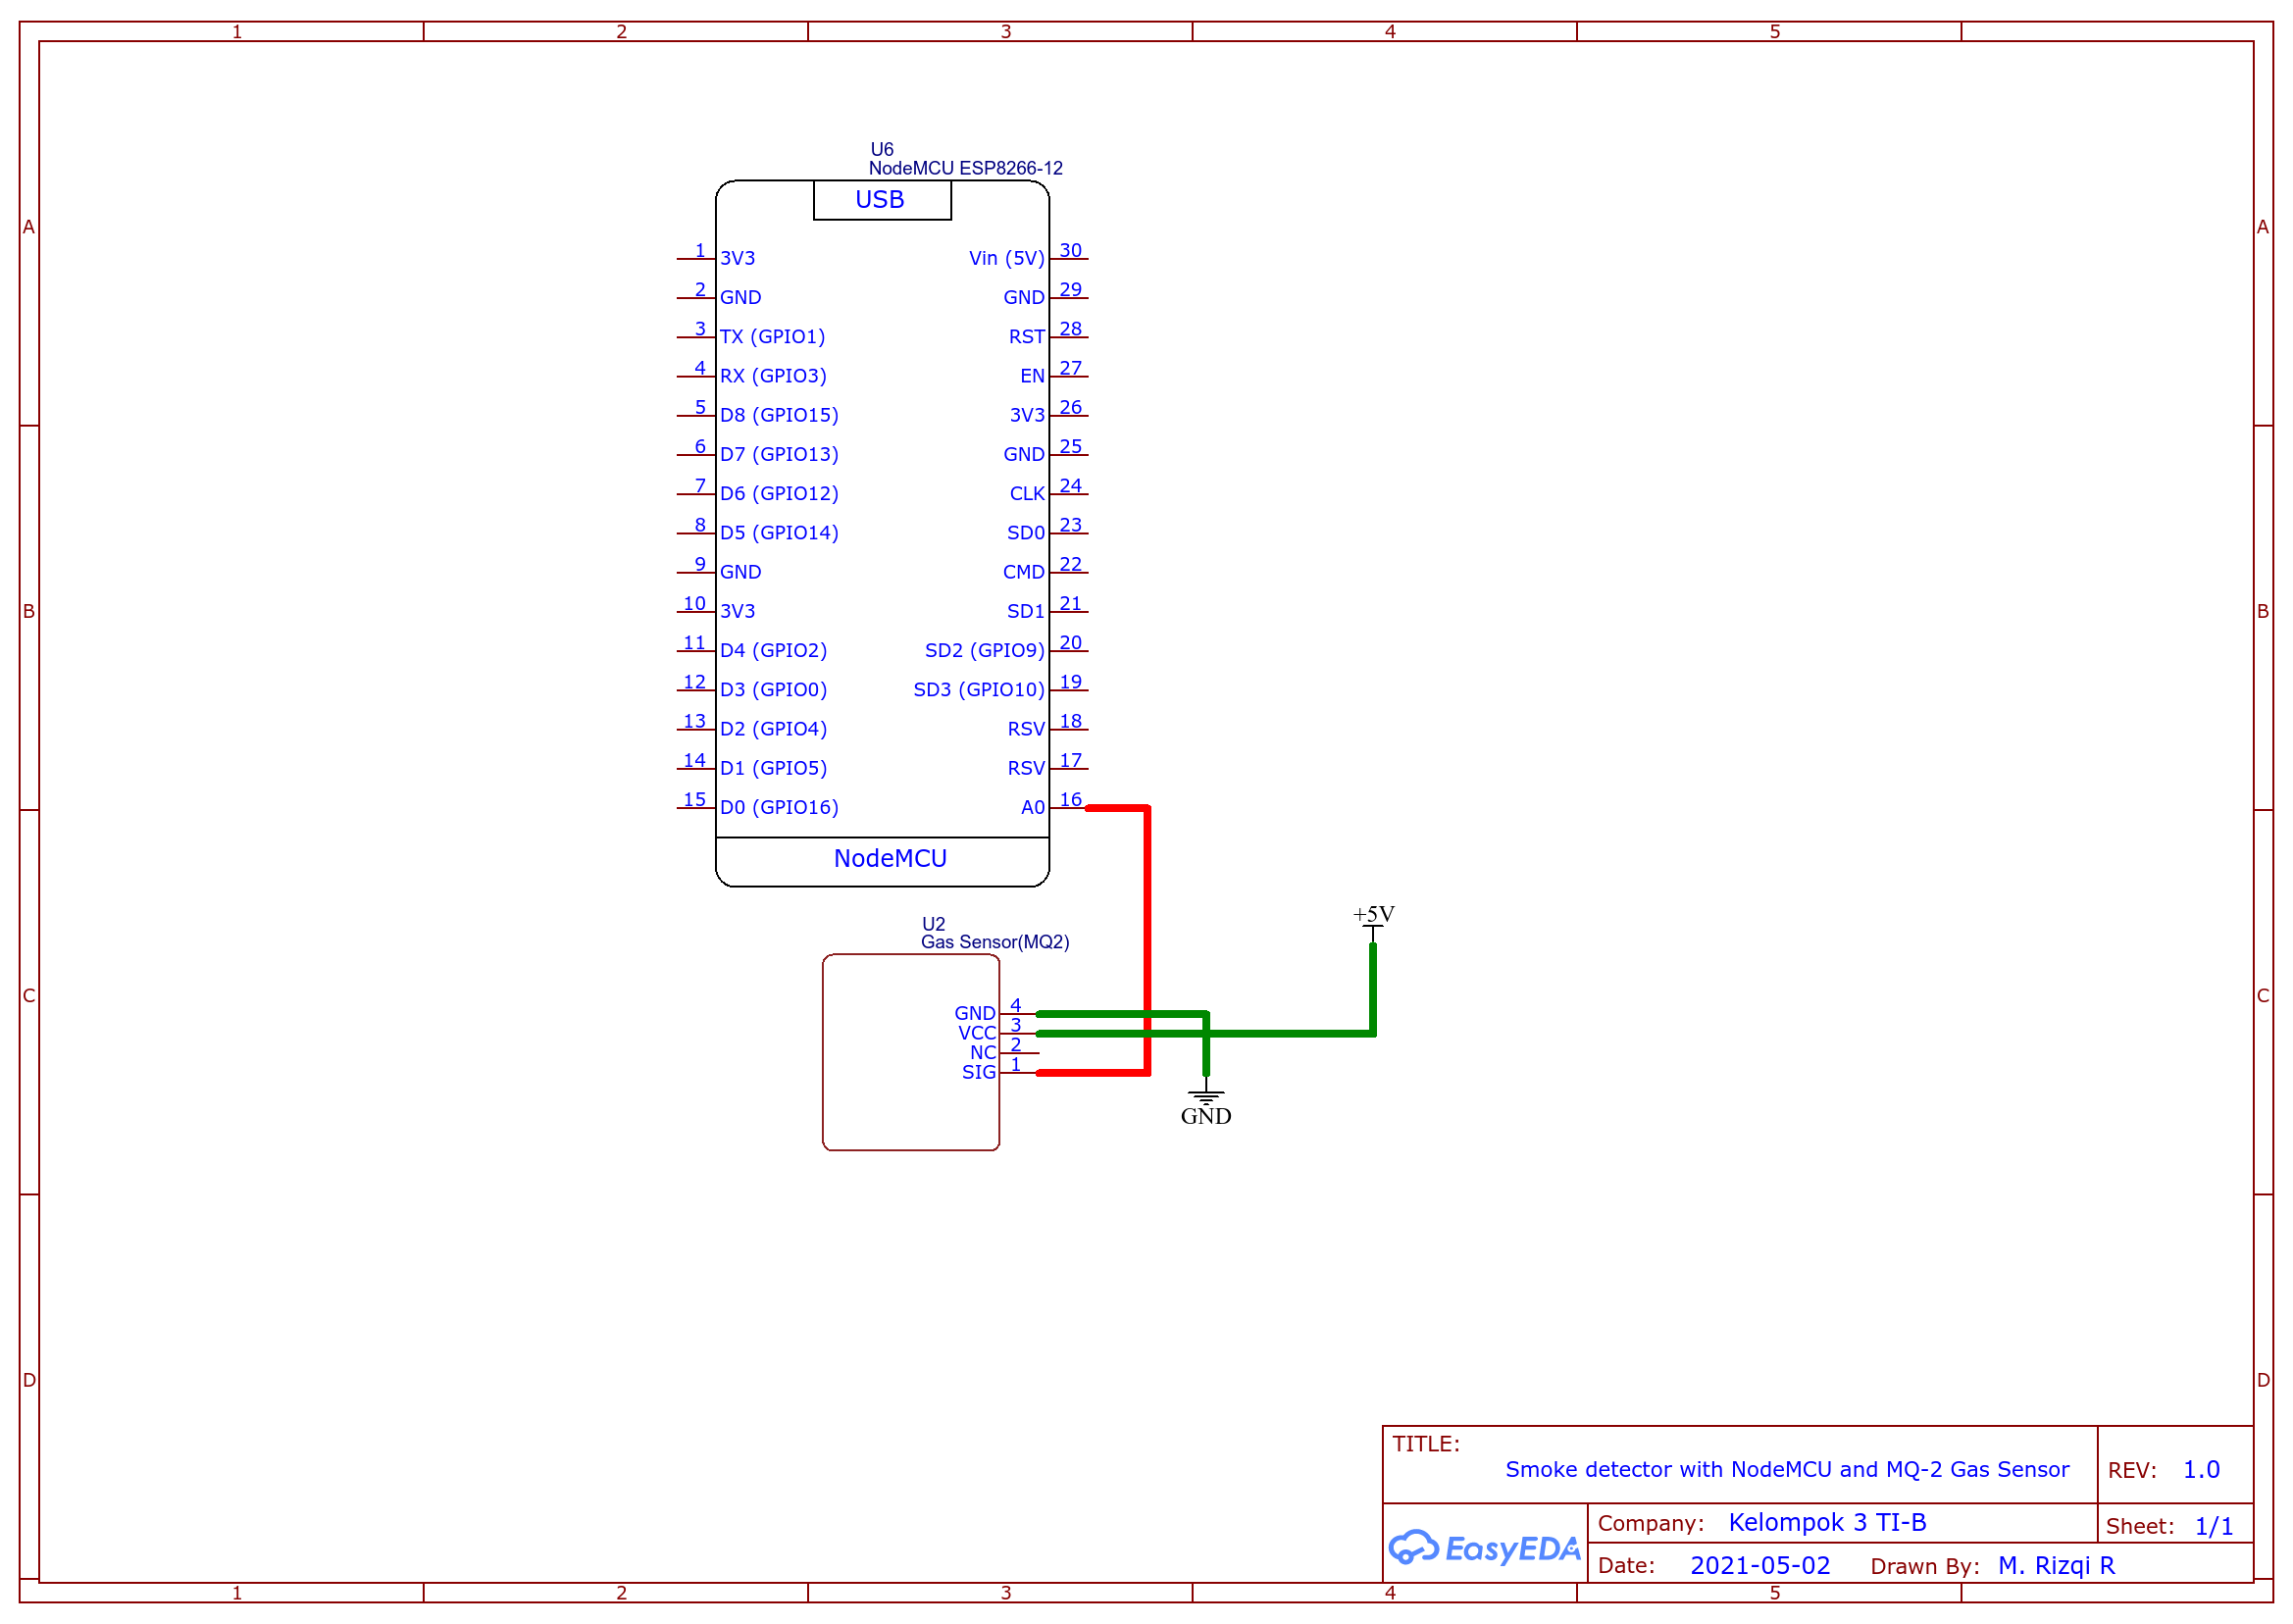 1 2 3 4 5
A A
B B
C C
D D
U6
NodeMCU ESP8266-12
USB
1 3V3 Vin (5V) 30
2 GND GND 29
3 TX (GPIO1) RST 28
4 RX (GPIO3) EN 27
5 D8 (GPIO15) 3V3 26
6 D7 (GPIO13) GND 25
7 D6 (GPIO12) CLK 24
8 D5 (GPIO14) SD0 23
9 GND CMD 22
10 3V3 SD1 21
11 D4 (GPIO2) SD2 (GPIO9) 20
12 D3 (GPIO0) SD3 (GPIO10) 19
13 D2 (GPIO4) RSV 18
14 D1 (GPIO5) RSV 17
15 D0 (GPIO16) A0 16
NodeMCU
U2
Gas Sensor(MQ2)
GND 4
VCC 3
NC 2
SIG 1
+5V
GND
TITLE:
Smoke detector with NodeMCU and MQ-2 Gas Sensor
REV: 1.0
EasyEDA
Company: Kelompok 3 TI-B
Sheet: 1/1
Date: 2021-05-02 Drawn By: M. Rizqi R
1 2 3 4 5